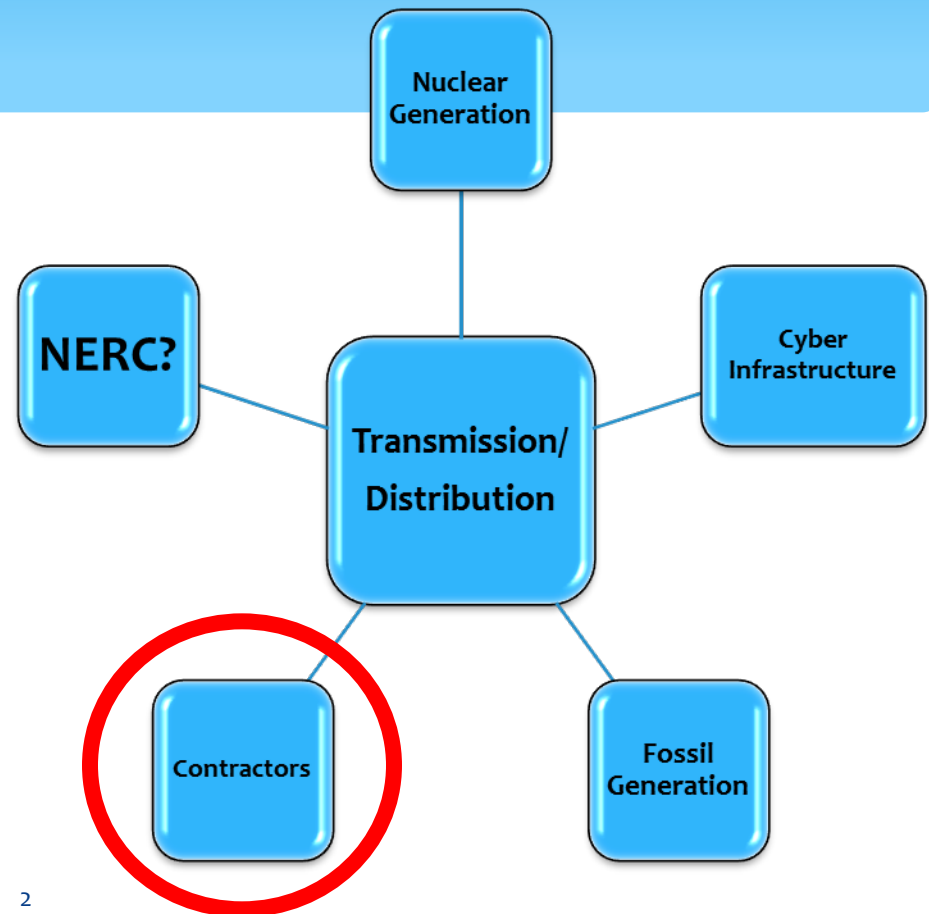 Nuclear
Generation
NERC?
Cyber
Infrastructure
Transmission/
Distribution
Contractors
Fossil
Generation
2